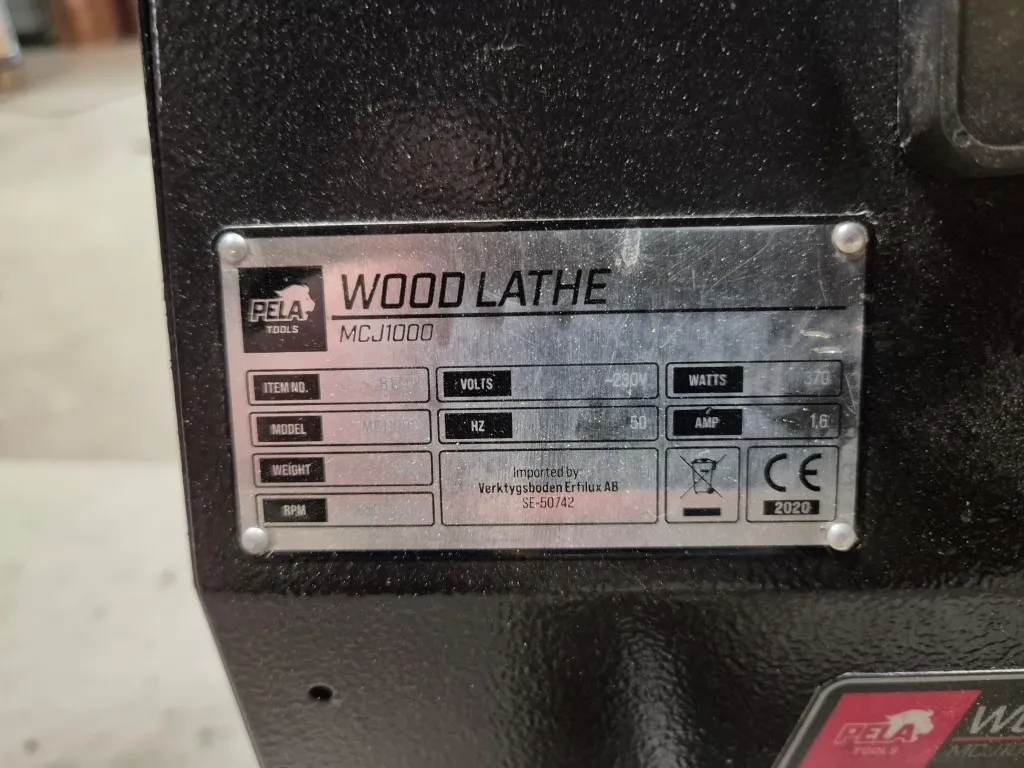 PELA
TOOLS
WOOD LATHE
MCJ1000
ITEM NO.
VOLTS ~230V
WATTS 370
MODEL
HZ 50
AMP 1,6
WEIGHT
RPM
Imported by:
Verktygsboden Erfilux AB
SE-50742
CE
2020
PELA
TOOLS